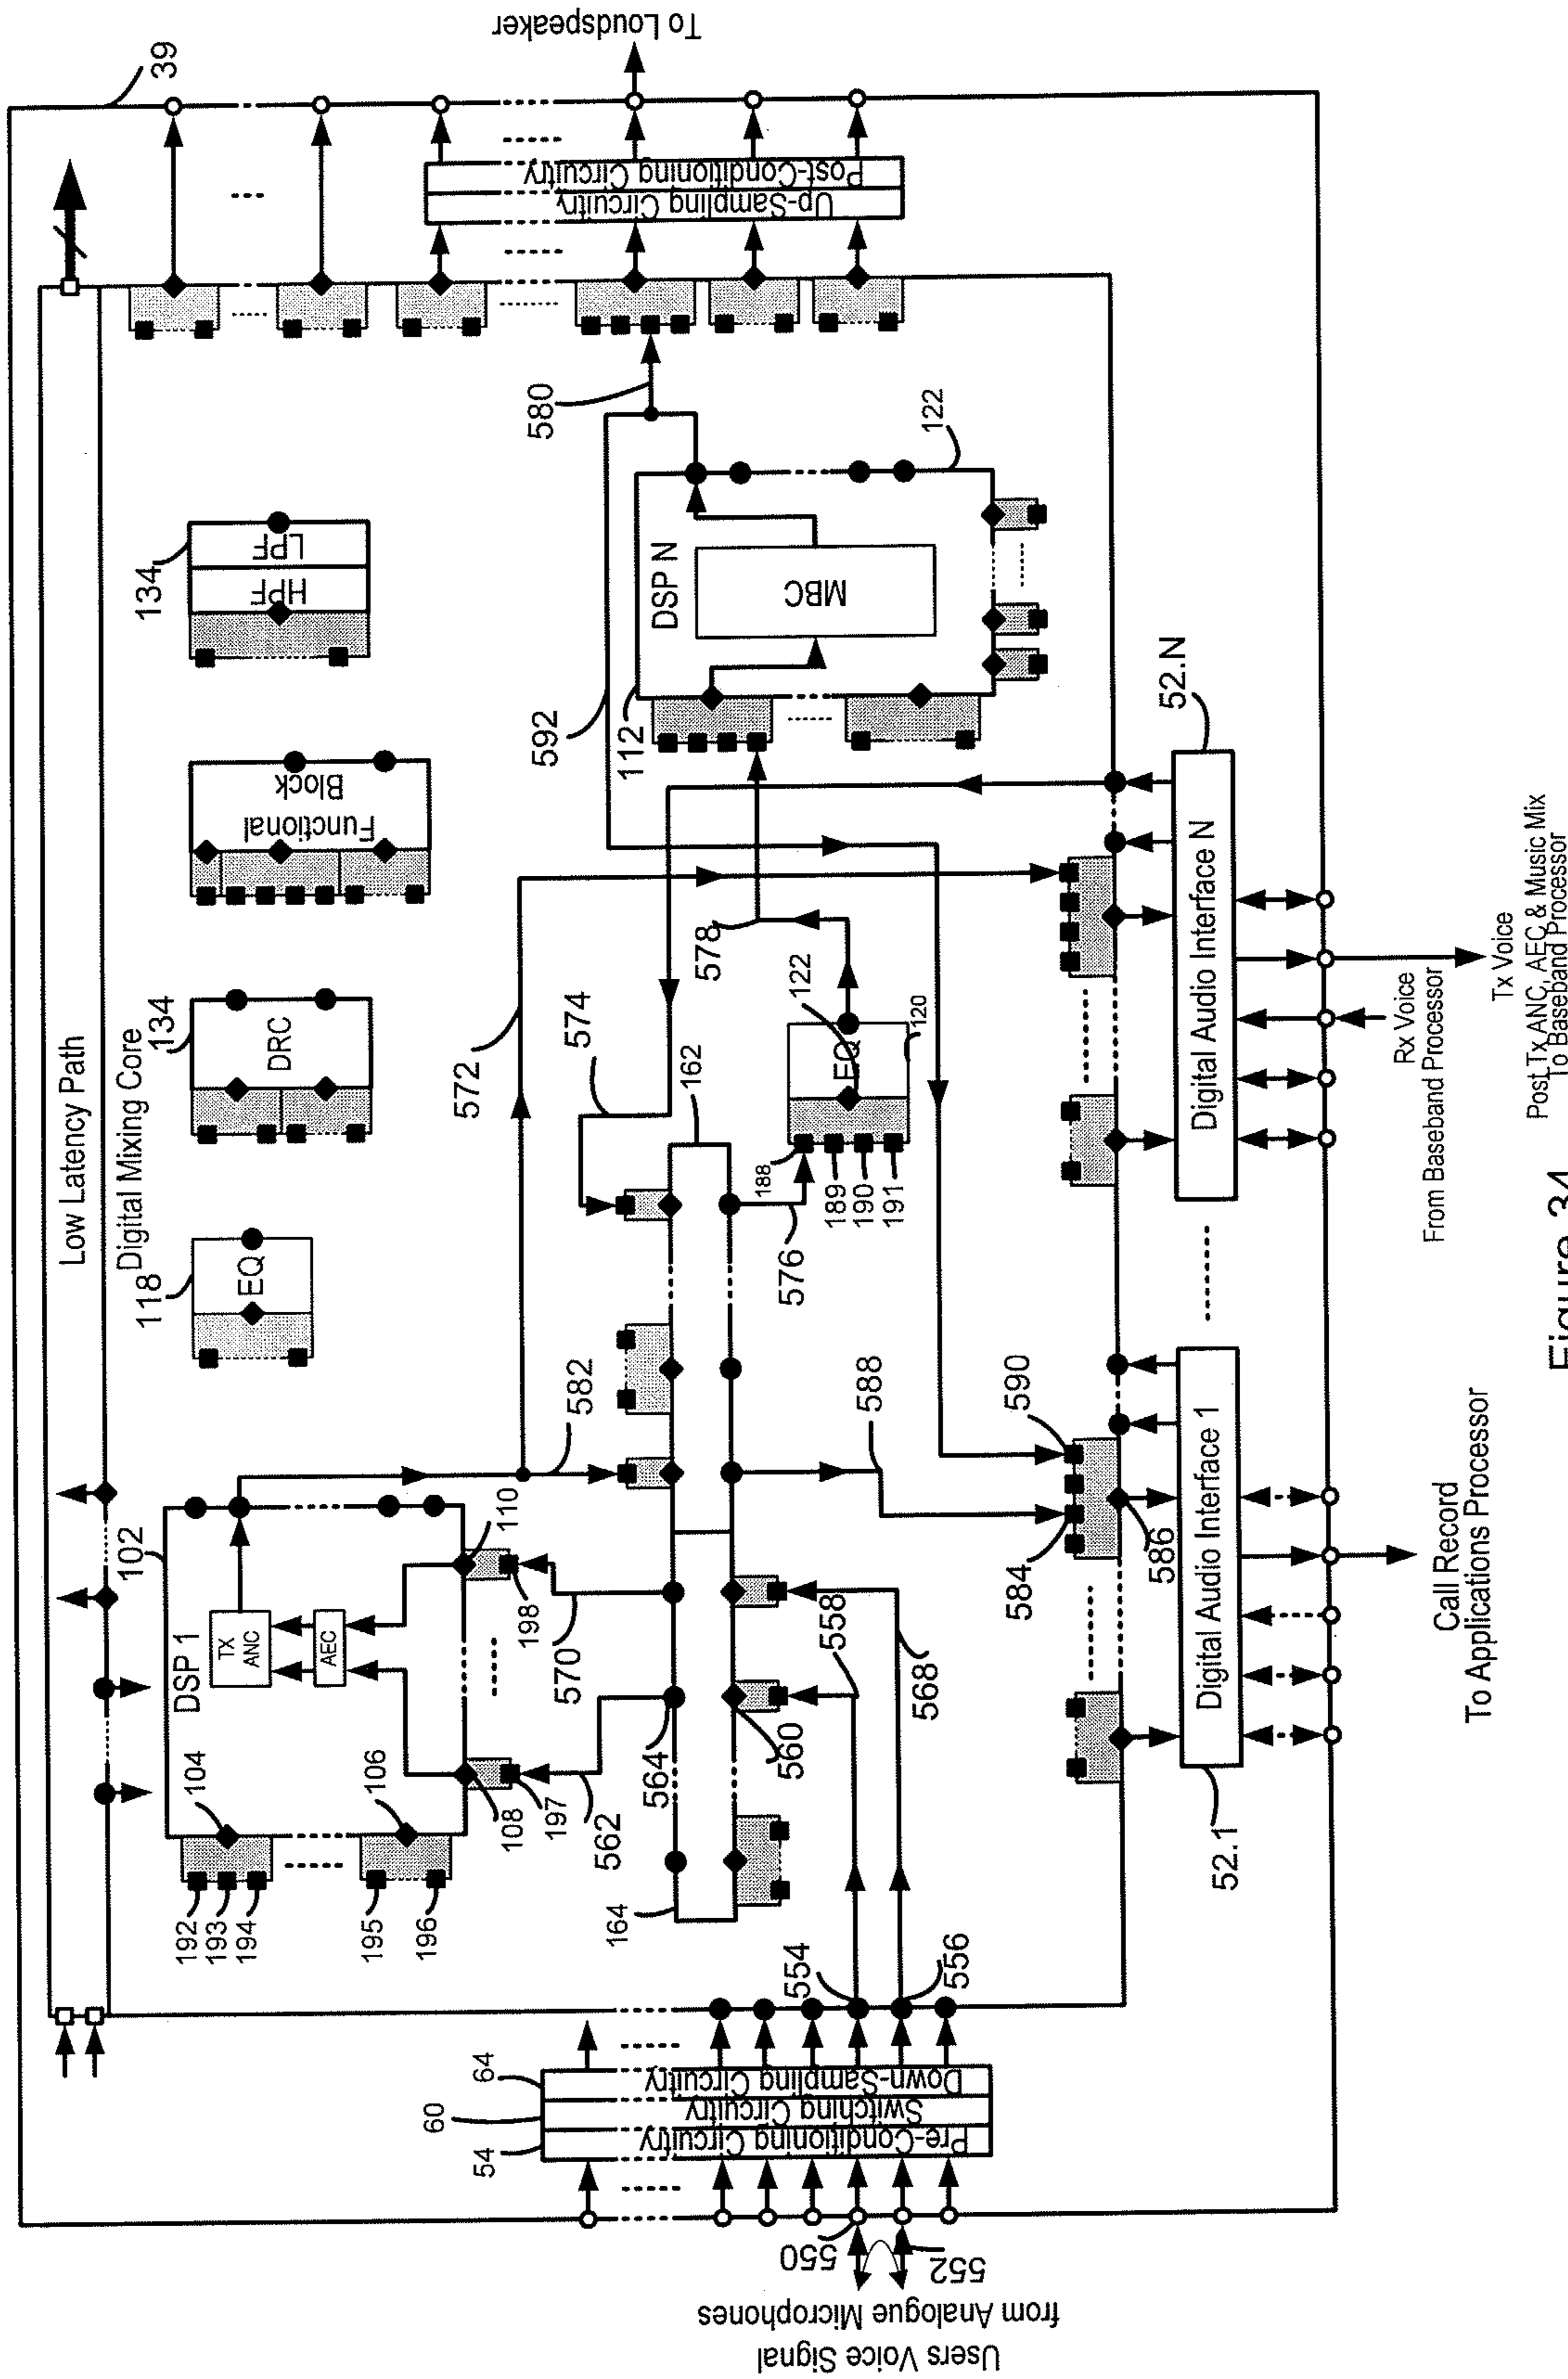 39
To Loudspeaker
Low Latency Path
Digital Mixing Core
Post-Conditioning Circuitry
Up-Sampling Circuitry
134
HPF
LPF
Functional
Block
134
DRC
118
EQ
102
DSP 1
TX
ANC
AEC
104
106
108
110
192
193
194
195
196
197
198
562
570
572
574
582
592
580
112
DSP N
MBC
122
578
122
EQ
120
188
189
190
191
576
162
164
564
560
558
568
588
584
586
590
554
556
64
60
54
Down-Sampling Circuitry
Switching Circuitry
Pre-Conditioning Circuitry
550
552
Users Voice Signal
from Analogue Microphones
52.1
Digital Audio Interface 1
52.N
Digital Audio Interface N
Call Record
To Applications Processor
Rx Voice
From Baseband Processor
Tx Voice
Post Tx ANC, AEC & Music Mix
To Baseband Processor
Figure 34